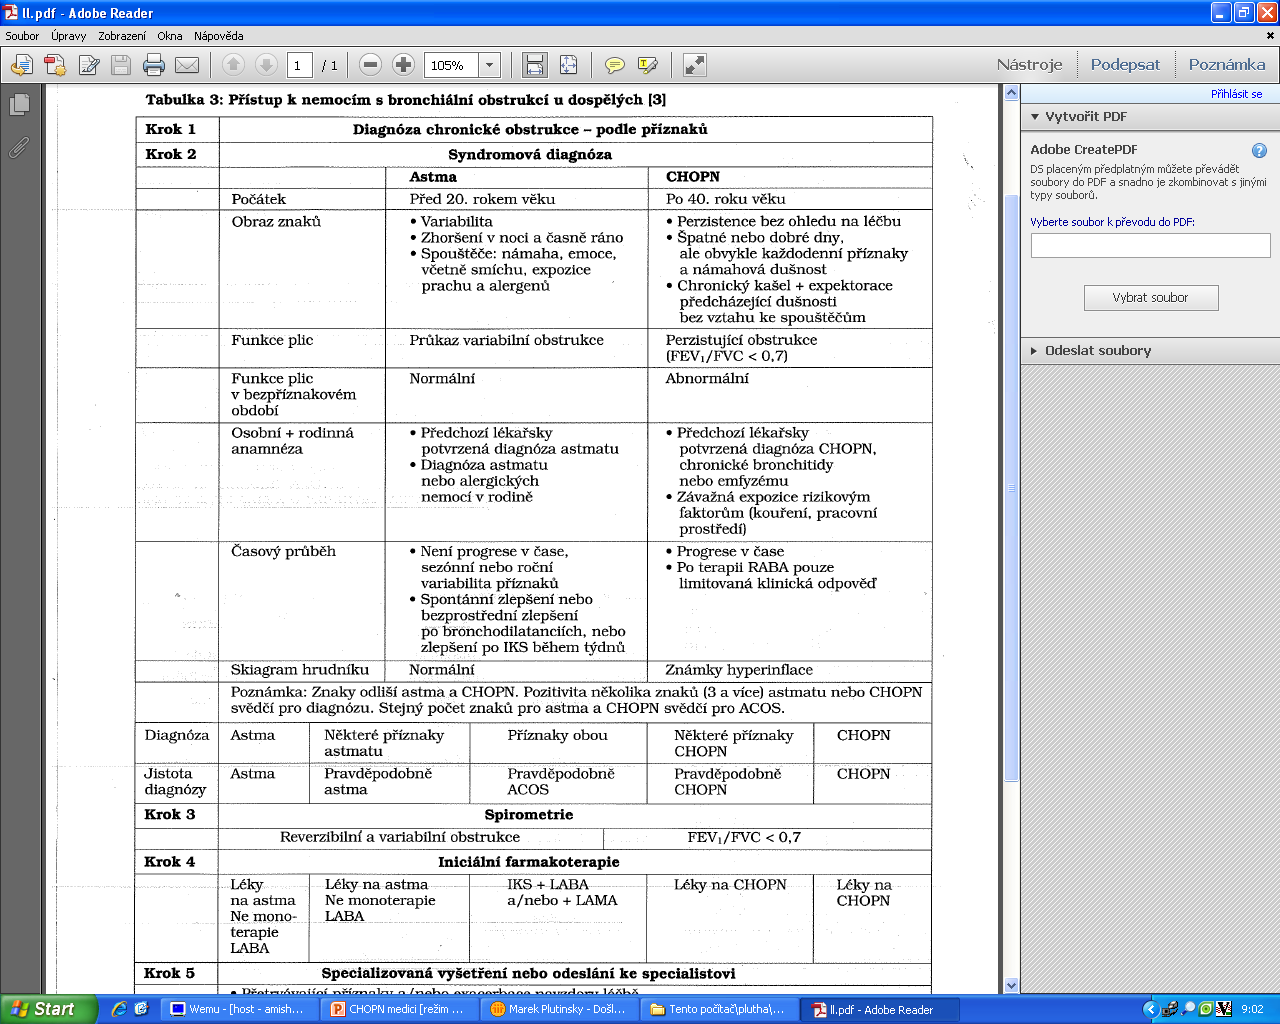 ll.pdf - Adobe Reader
Soubor Úpravy Zobrazení Okna Nápověda
1 / 1 105% Nástroje Podepsat Poznámka
Přihlásit se
Vytvořit PDF
Adobe CreatePDF
DS placeným předplatným můžete převádět
soubory do PDF a snadno je zkombinovat s jinými
typy souborů.
Vyberte soubor k převodu do PDF:
Vybrat soubor
Odeslat soubory
Tabulka 3: Přístup k nemocím s bronchiální obstrukcí u dospělých [3]
Krok 1 Diagnóza chronické obstrukce – podle příznaků
Krok 2 Syndromová diagnóza
Astma CHOPN
Počátek Před 20. rokem věku Po 40. roku věku
Obraz znaků
• Variabilita
• Zhoršení v noci a časně ráno
• Spouštěče: námaha, emoce,
včetně smíchu, expozice
prachu a alergenů
• Perzistence bez ohledu na léčbu
• Špatné nebo dobré dny,
ale obvykle každodenní příznaky
a námahová dušnost
• Chronický kašel + expektorace
předcházející dušnosti
bez vztahu ke spouštěčům
Funkce plic Průkaz variabilní obstrukce Perzistující obstrukce
(FEV₁/FVC < 0,7)
Funkce plic
v bezpříznakovém
období
Normální
Abnormální
Osobní + rodinná
anamnéza
• Předchozí lékařsky
potvrzená diagnóza astmatu
• Diagnóza astmatu
nebo alergických
nemocí v rodině
• Předchozí lékařsky
potvrzená diagnóza CHOPN,
chronické bronchitidy
nebo emfyzému
• Závažná expozice rizikovým
faktorům (kouření, pracovní
prostředí)
Časový průběh
• Není progrese v čase,
sezónní nebo roční
variabilita příznaků
• Spontánní zlepšení nebo
bezprostřední zlepšení
po bronchodilatanciích, nebo
zlepšení po IKS během týdnů
• Progrese v čase
• Po terapii RABA pouze
limitovaná klinická odpověď
Skiagram hrudníku Normální Známky hyperinflace
Poznámka: Znaky odliší astma a CHOPN. Pozitivita několika znaků (3 a více) astmatu nebo CHOPN
svědčí pro diagnózu. Stejný počet znaků pro astma a CHOPN svědčí pro ACOS.
Diagnóza Astma Některé příznaky Příznaky obou Některé příznaky CHOPN
astmatu CHOPN
Jistota Astma Pravděpodobně Pravděpodobně Pravděpodobně CHOPN
diagnózy astma ACOS CHOPN
Krok 3 Spirometrie
Reverzibilní a variabilní obstrukce FEV₁/FVC < 0,7
Krok 4 Iniciální farmakoterapie
Léky
na astma
Ne mono-
terapie
LABA
Léky na astma
Ne monoterapie
LABA
IKS + LABA
a/nebo + LAMA
Léky na CHOPN
Léky na
CHOPN
Krok 5 Specializovaná vyšetření nebo odeslání ke specialistovi
• Přetrvávající příznaky a/nebo exacerbace navzdory léčbě
Start Wemu - [host - amish... CHOPN medici [režim ... Marek Plutinsky - Došl... Tento počítač\plutha\... ll.pdf - Adobe Reader 9:02